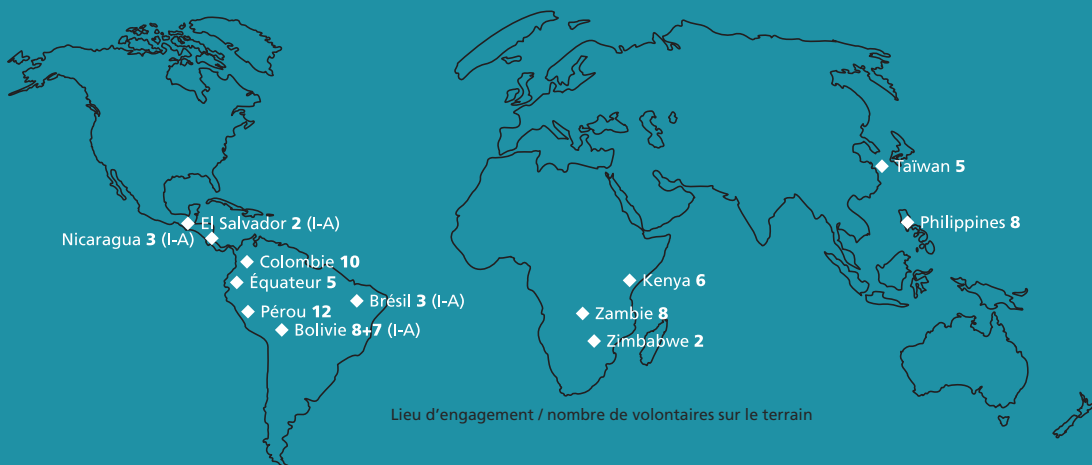 Taïwan 5
El Salvador 2 (I-A)
Philippines 8
Nicaragua 3 (I-A)
Colombie 10
Équateur 5
Kenya 6
Brésil 3 (I-A)
Pérou 12
Zambie 8
Bolivie 8+7 (I-A)
Zimbabwe 2
Lieu d'engagement / nombre de volontaires sur le terrain